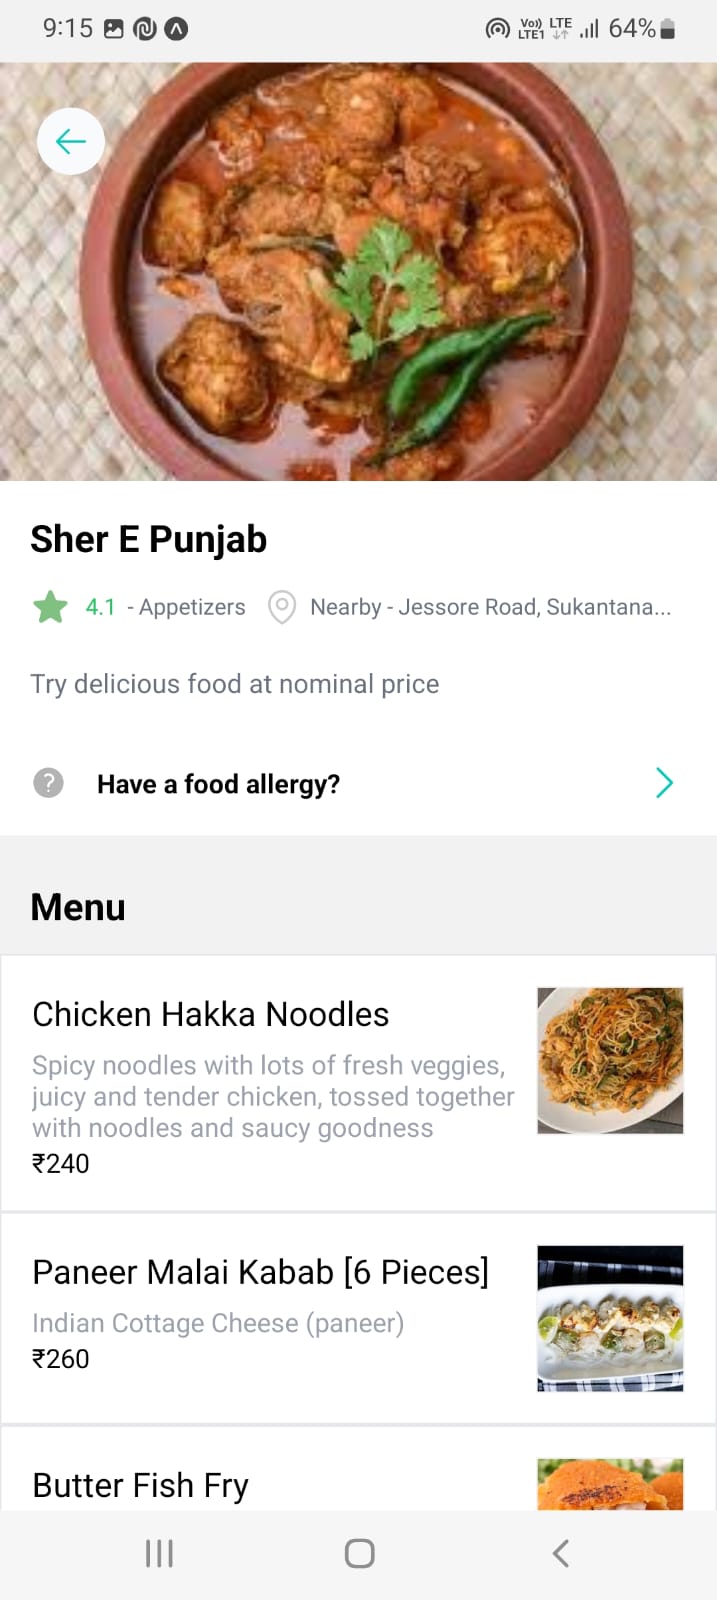 9:15
Vo)) LTE
LTE1
64%
Sher E Punjab
4.1 - Appetizers
Nearby - Jessore Road, Sukantana...
Try delicious food at nominal price
? Have a food allergy?
Menu
Chicken Hakka Noodles
Spicy noodles with lots of fresh veggies,
juicy and tender chicken, tossed together
with noodles and saucy goodness
₹240
Paneer Malai Kabab [6 Pieces]
Indian Cottage Cheese (paneer)
₹260
Butter Fish Fry